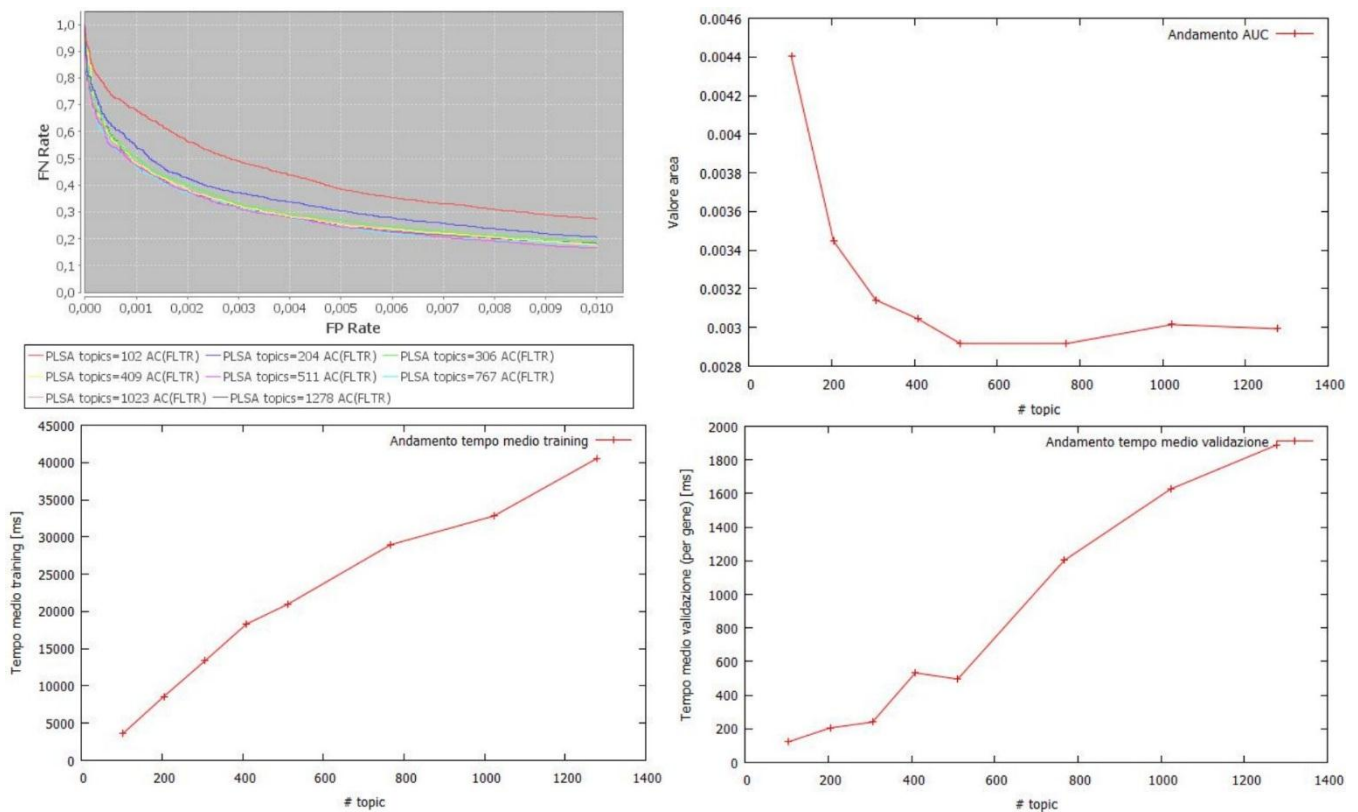 1,0
0,9
0,8
0,7
0,6
0,5
0,4
0,3
0,2
0,1
0,0
FN Rate
0,000 0,001 0,002 0,003 0,004 0,005 0,006 0,007 0,008 0,009 0,010
FP Rate
PLSA topics=102 AC(FLTR) PLSA topics=204 AC(FLTR) PLSA topics=306 AC(FLTR)
PLSA topics=409 AC(FLTR) PLSA topics=511 AC(FLTR) PLSA topics=767 AC(FLTR)
PLSA topics=1023 AC(FLTR) PLSA topics=1278 AC(FLTR)
Andamento AUC
0.0046
0.0044
0.0042
0.004
0.0038
0.0036
0.0034
0.0032
0.003
0.0028
Valore area
0 200 400 600 800 1000 1200 1400
# topic
Andamento tempo medio training
45000
40000
35000
30000
25000
20000
15000
10000
5000
0
Tempo medio training [ms]
0 200 400 600 800 1000 1200 1400
# topic
Andamento tempo medio validazione
2000
1800
1600
1400
1200
1000
800
600
400
200
0
Tempo medio validazione (per gene) [ms]
0 200 400 600 800 1000 1200 1400
# topic